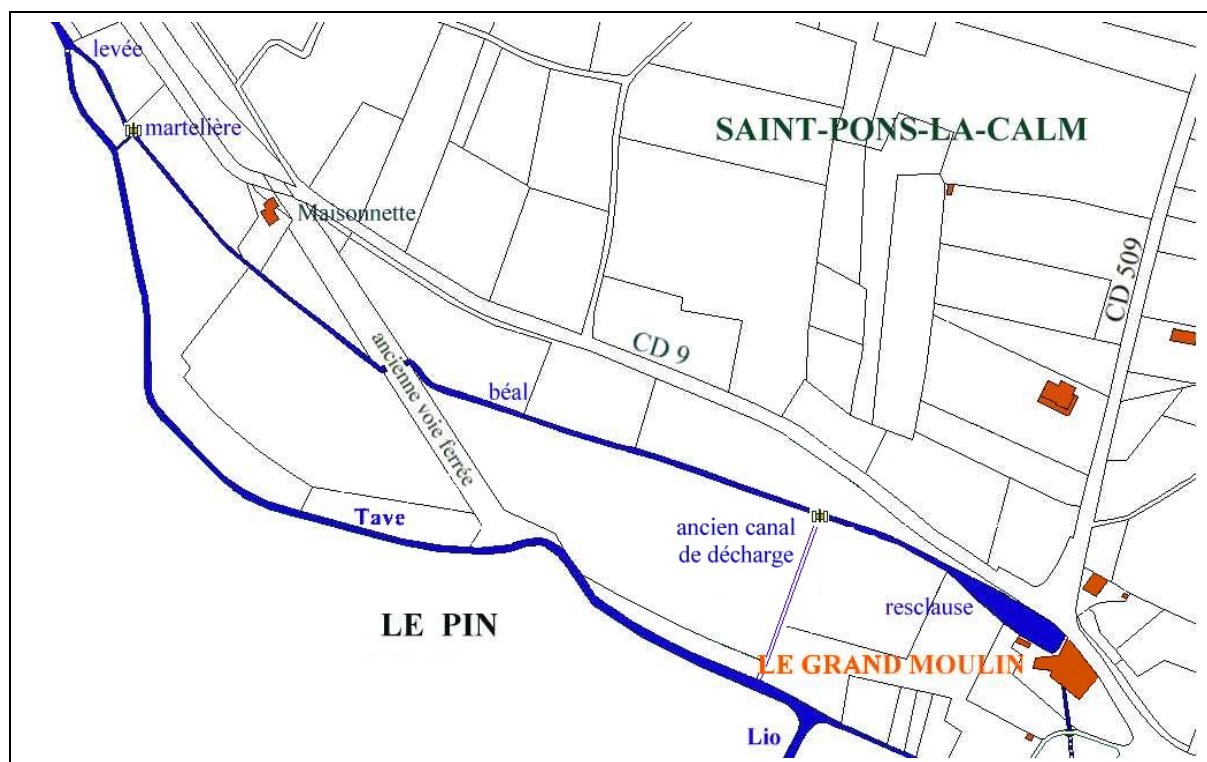 levée
martelière
SAINT-PONS-LA-CALM
Maisonnette
CD 509
CD 9
ancienne voie ferrée
béal
Tave
ancien canal
de décharge
resclause
LE PIN
LE GRAND MOULIN
Lio